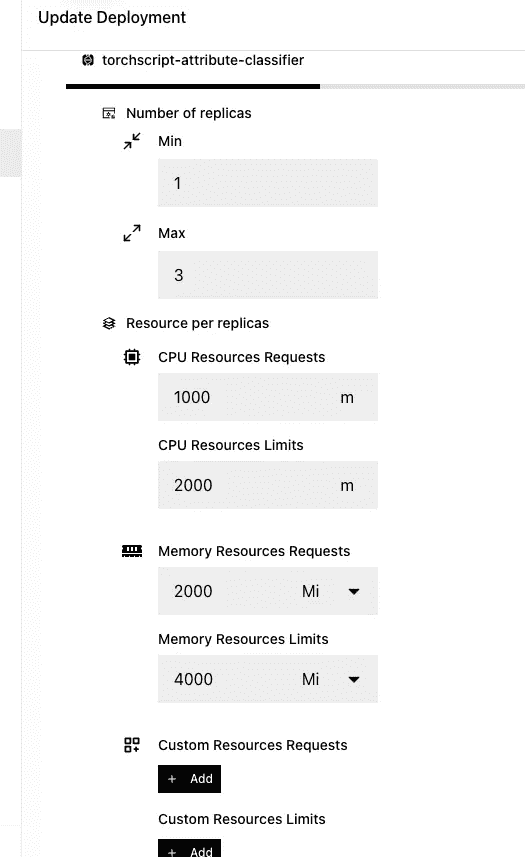 Update Deployment
torchscript-attribute-classifier
Number of replicas
Min
1
Max
3
Resource per replicas
CPU Resources Requests
1000 m
CPU Resources Limits
2000 m
Memory Resources Requests
2000 Mi
Memory Resources Limits
4000 Mi
Custom Resources Requests
+ Add
Custom Resources Limits
+ Add